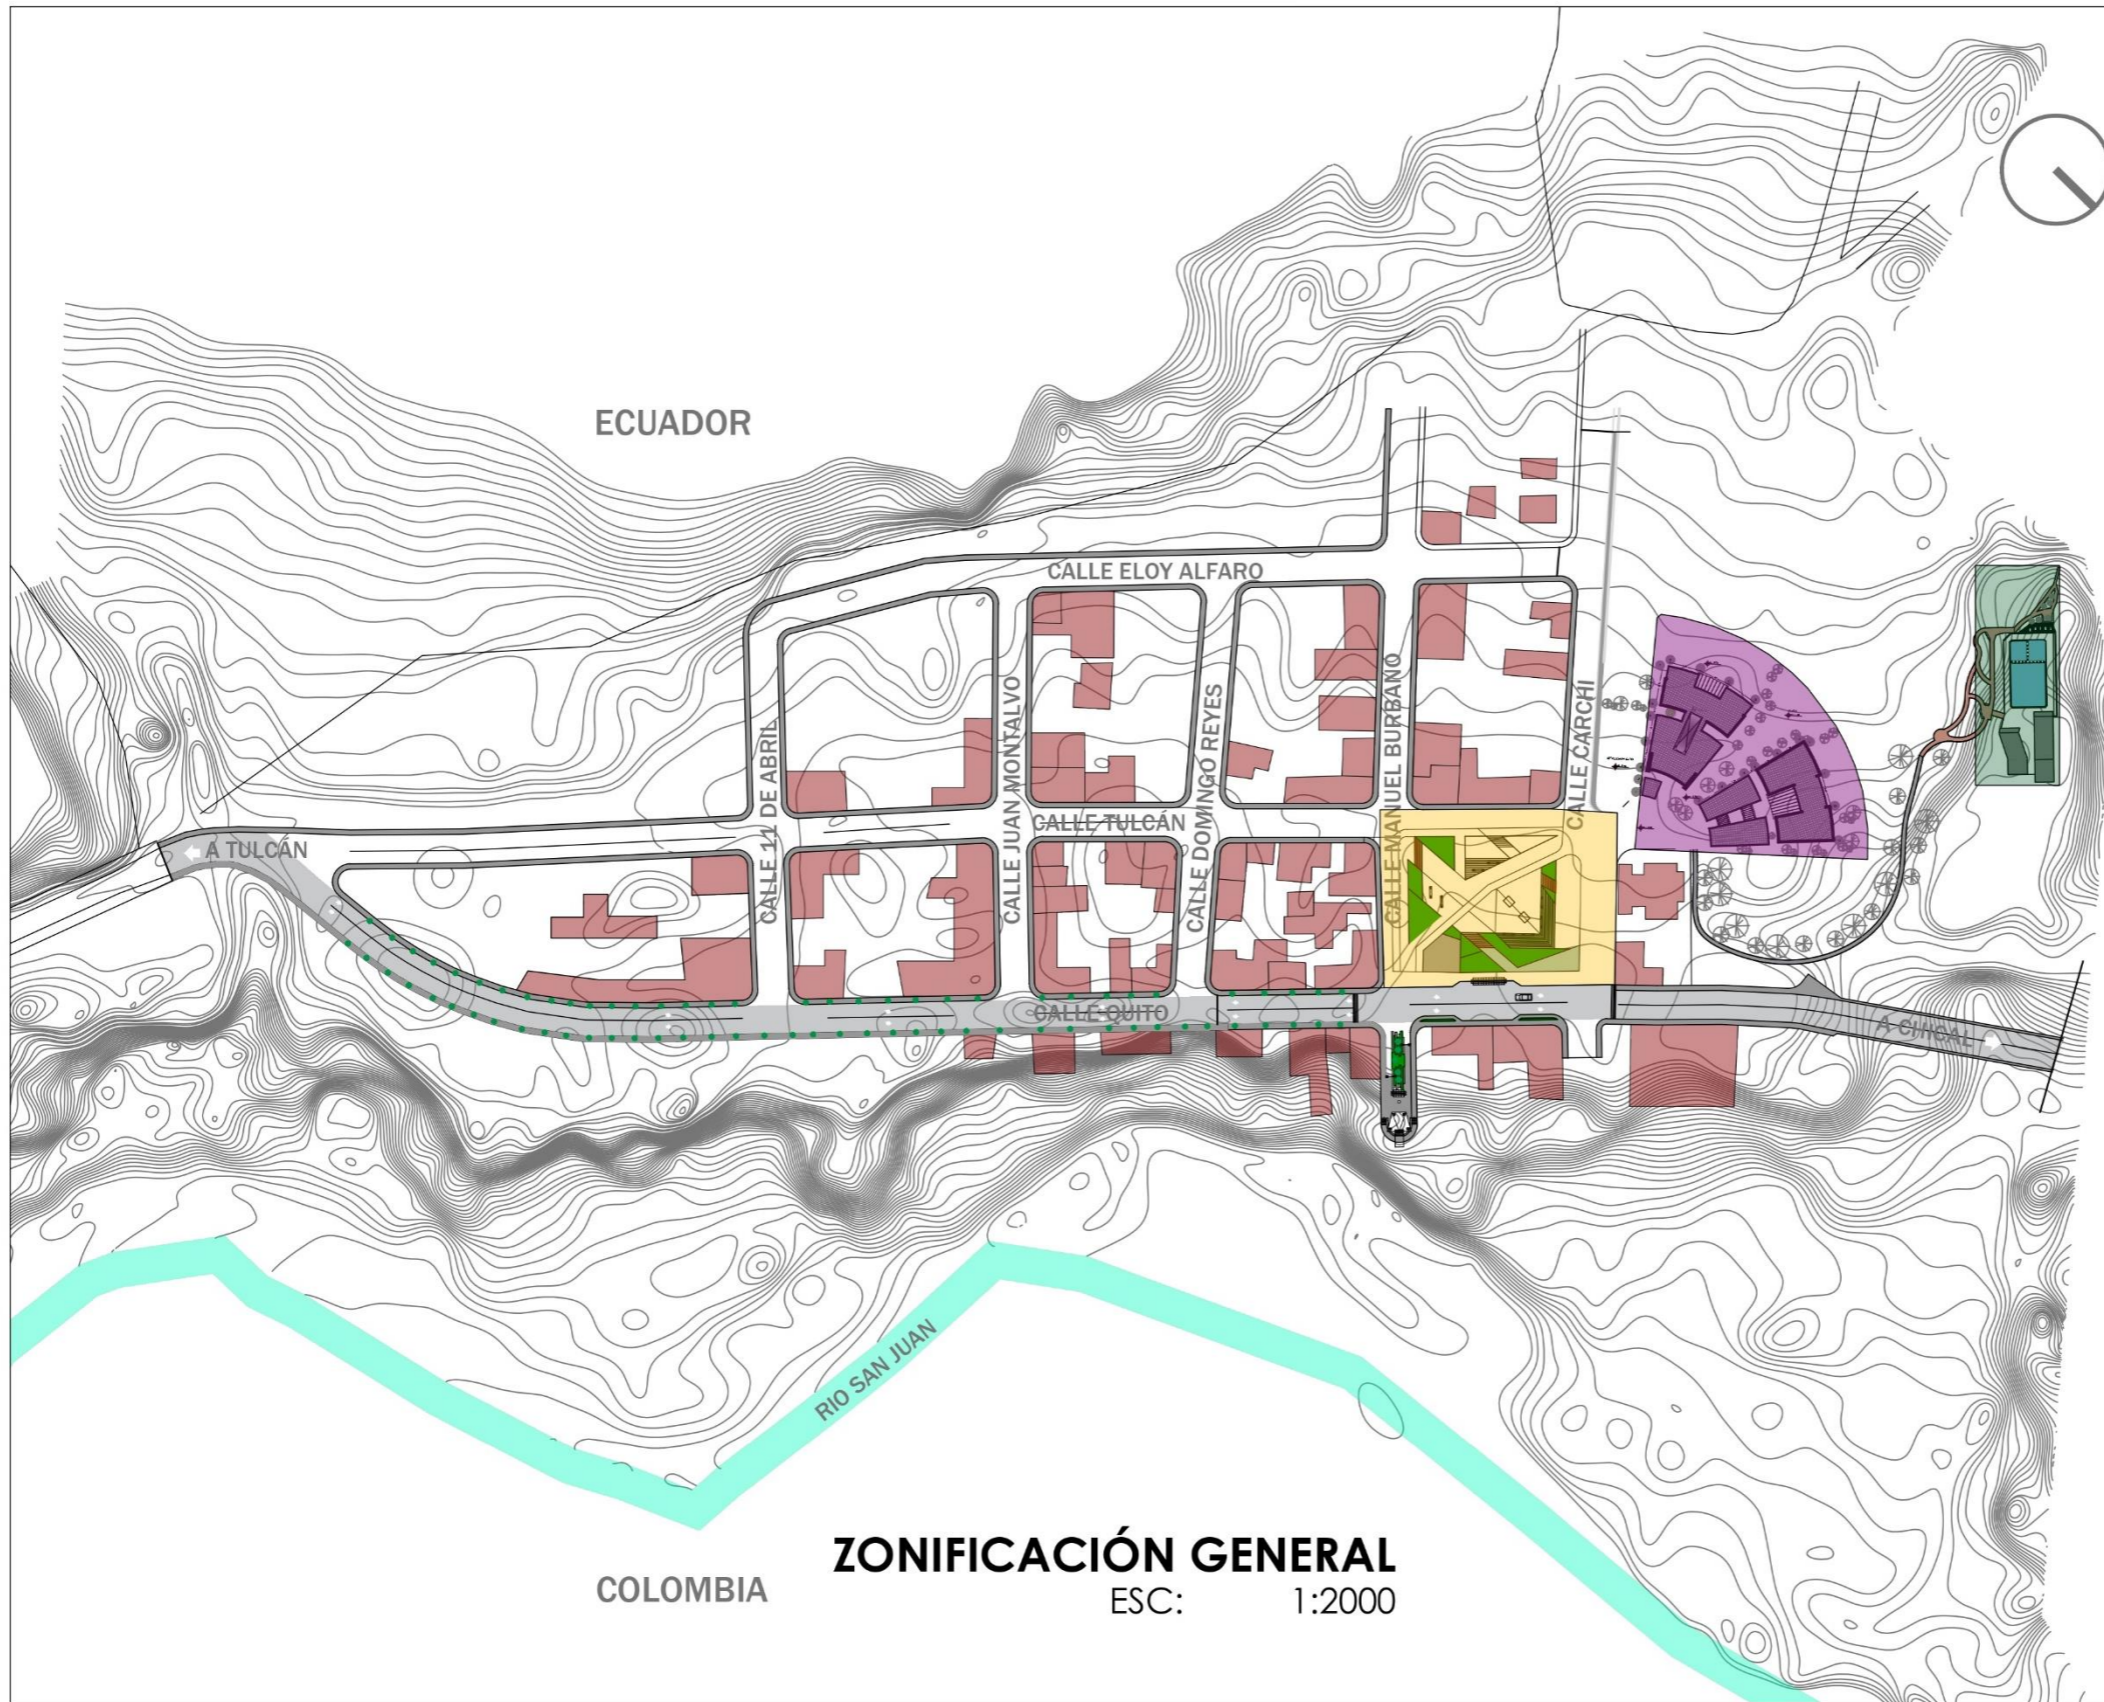 ECUADOR
CALLE ELOY ALFARO
CALLE 11 DE ABRIL
CALLE JUAN MONTALVO
CALLE DOMINGO REYES
CALLE MANUEL BURBANO
CALLE CARCHI
CALLE TULCÁN
A TULCÁN
CALLE QUITO
A CHICAL
RIO SAN JUAN
COLOMBIA
ZONIFICACIÓN GENERAL
ESC: 1:2000